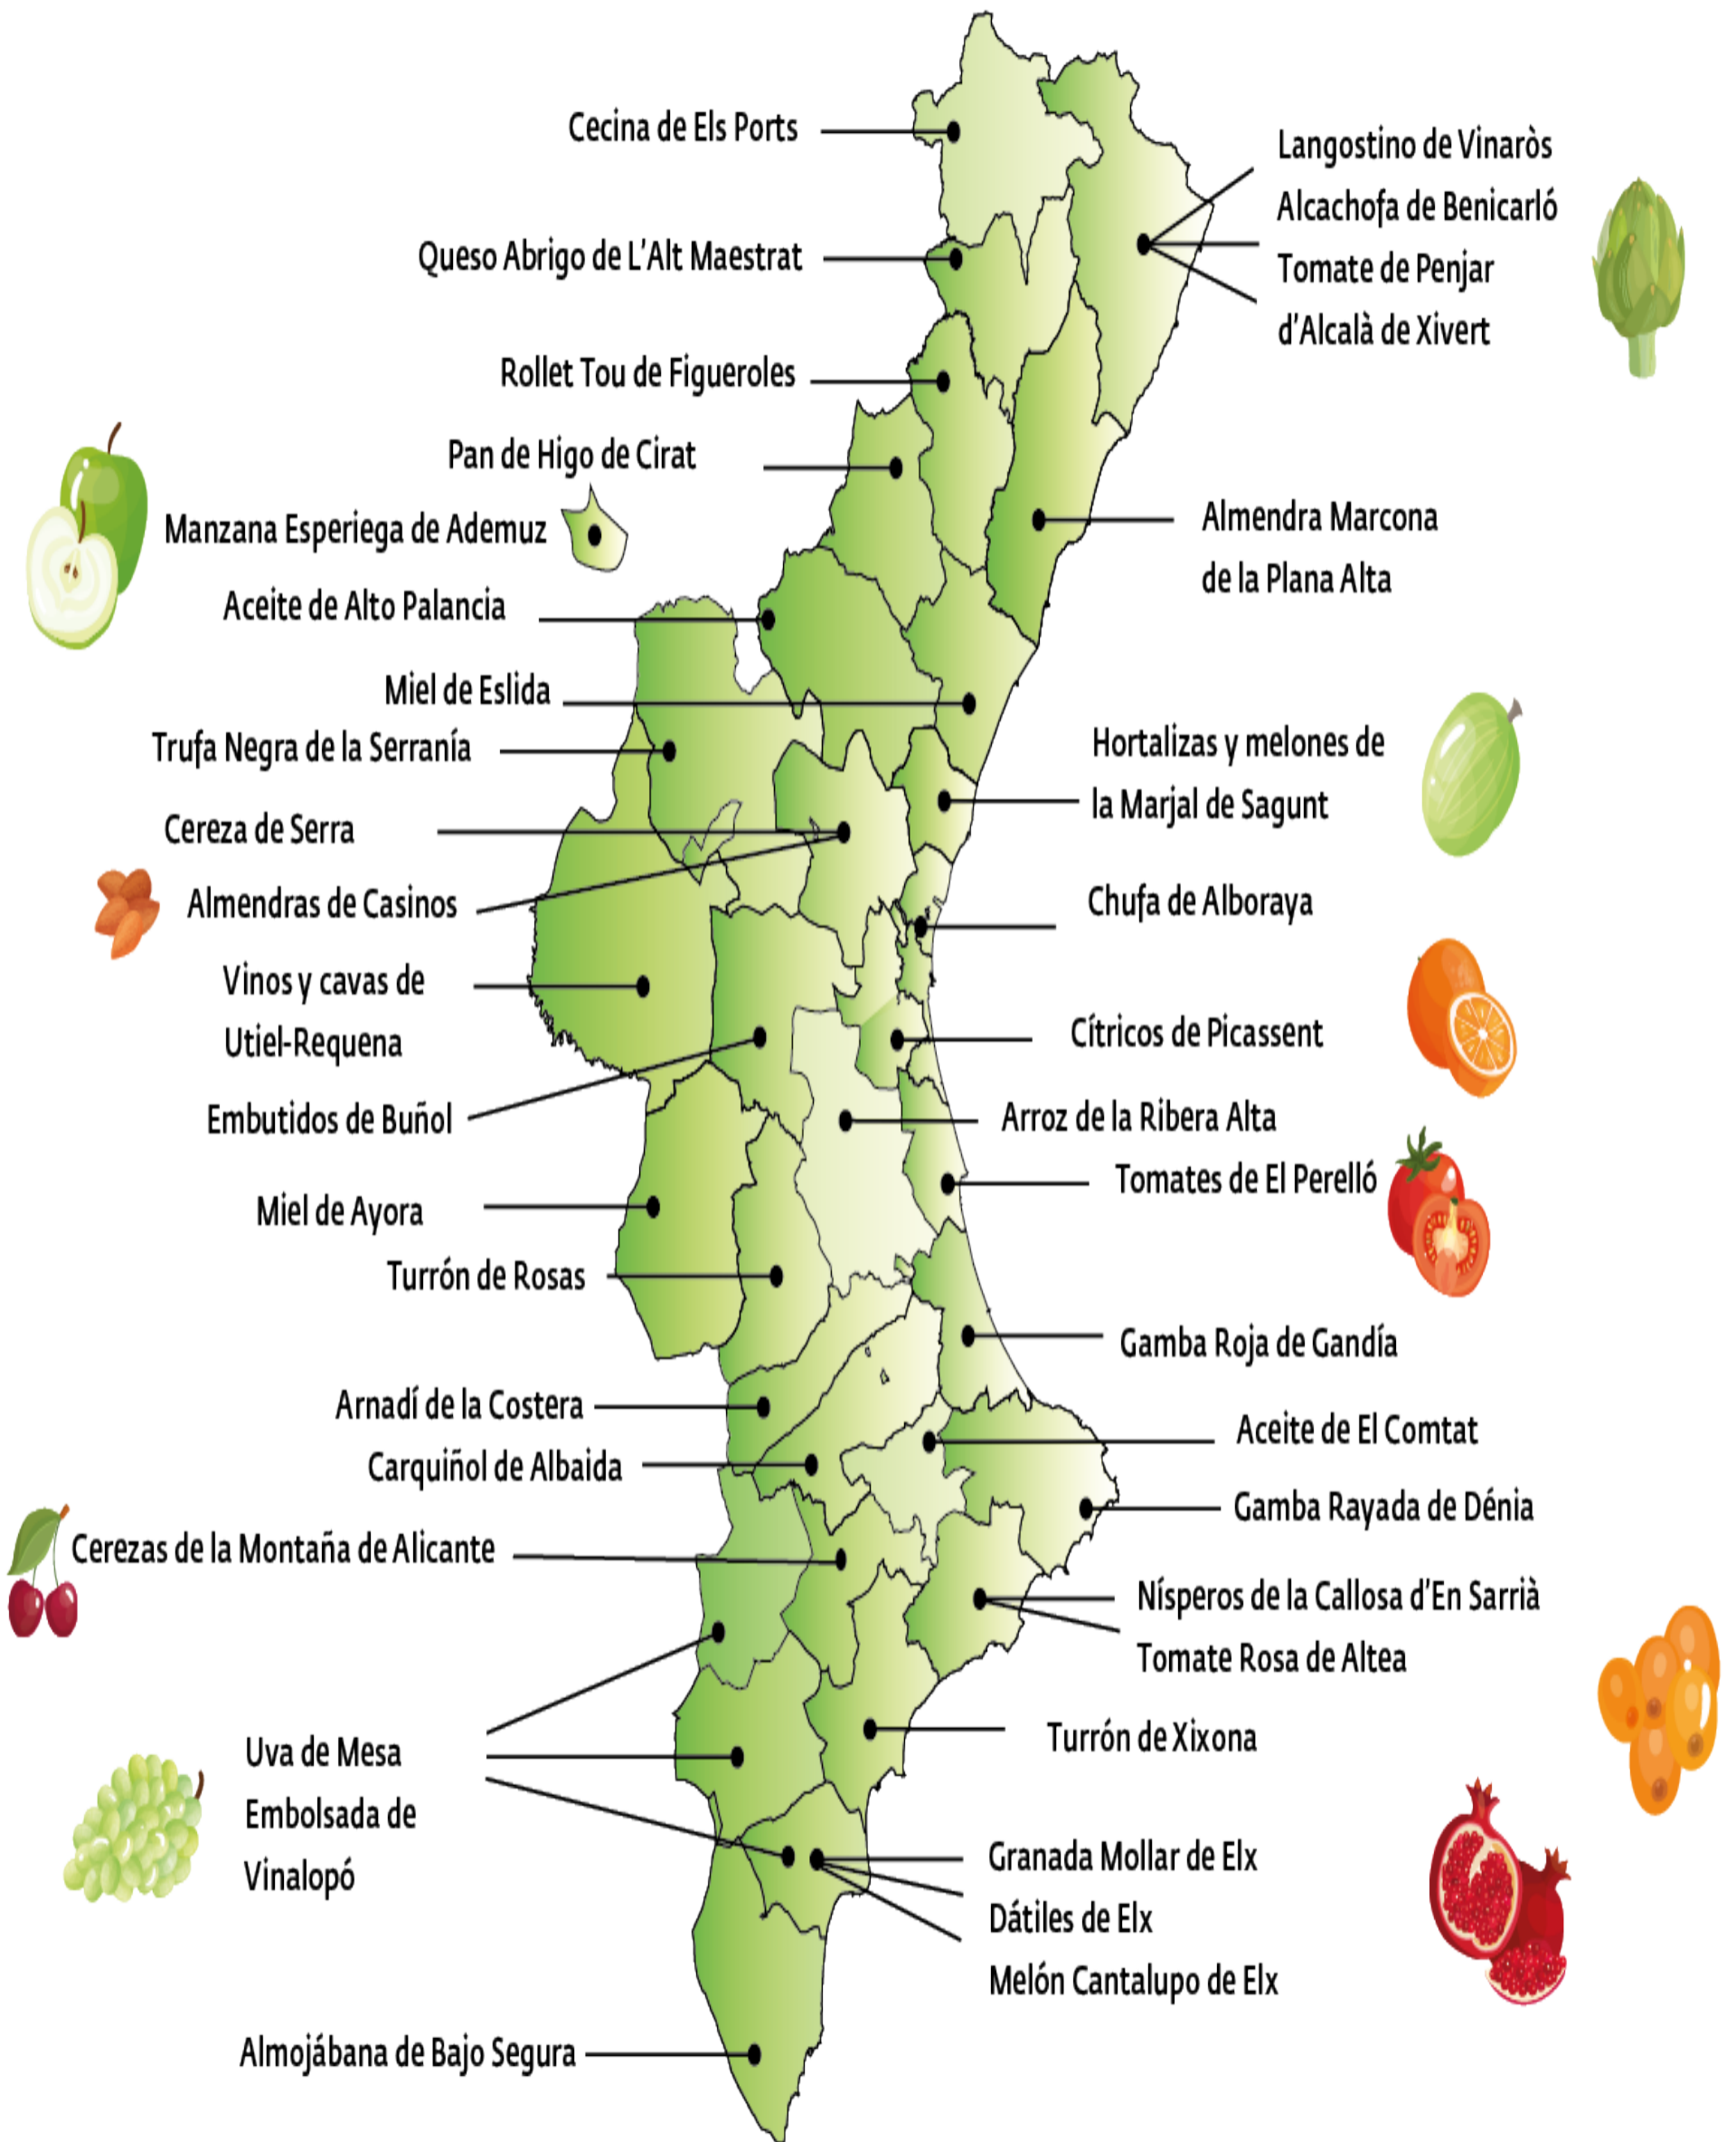 Cecina de Els Ports
Langostino de Vinaròs
Alcachofa de Benicarló
Tomate de Penjar
d'Alcalà de Xivert
Queso Abrigo de L'Alt Maestrat
Rollet Tou de Figueroles
Pan de Higo de Cirat
Manzana Esperiega de Ademuz
Almendra Marcona
de la Plana Alta
Aceite de Alto Palancia
Miel de Eslida
Trufa Negra de la Serranía
Hortalizas y melones de
la Marjal de Sagunt
Cereza de Serra
Almendras de Casinos
Chufa de Alboraya
Vinos y cavas de
Utiel-Requena
Cítricos de Picassent
Embutidos de Buñol
Arroz de la Ribera Alta
Tomates de El Perelló
Miel de Ayora
Turrón de Rosas
Gamba Roja de Gandía
Arnadí de la Costera
Aceite de El Comtat
Carquiñol de Albaida
Gamba Rayada de Dénia
Cerezas de la Montaña de Alicante
Nísperos de la Callosa d'En Sarrià
Tomate Rosa de Altea
Turrón de Xixona
Uva de Mesa
Embolsada de
Vinalopó
Granada Mollar de Elx
Dátiles de Elx
Melón Cantalupo de Elx
Almojábana de Bajo Segura